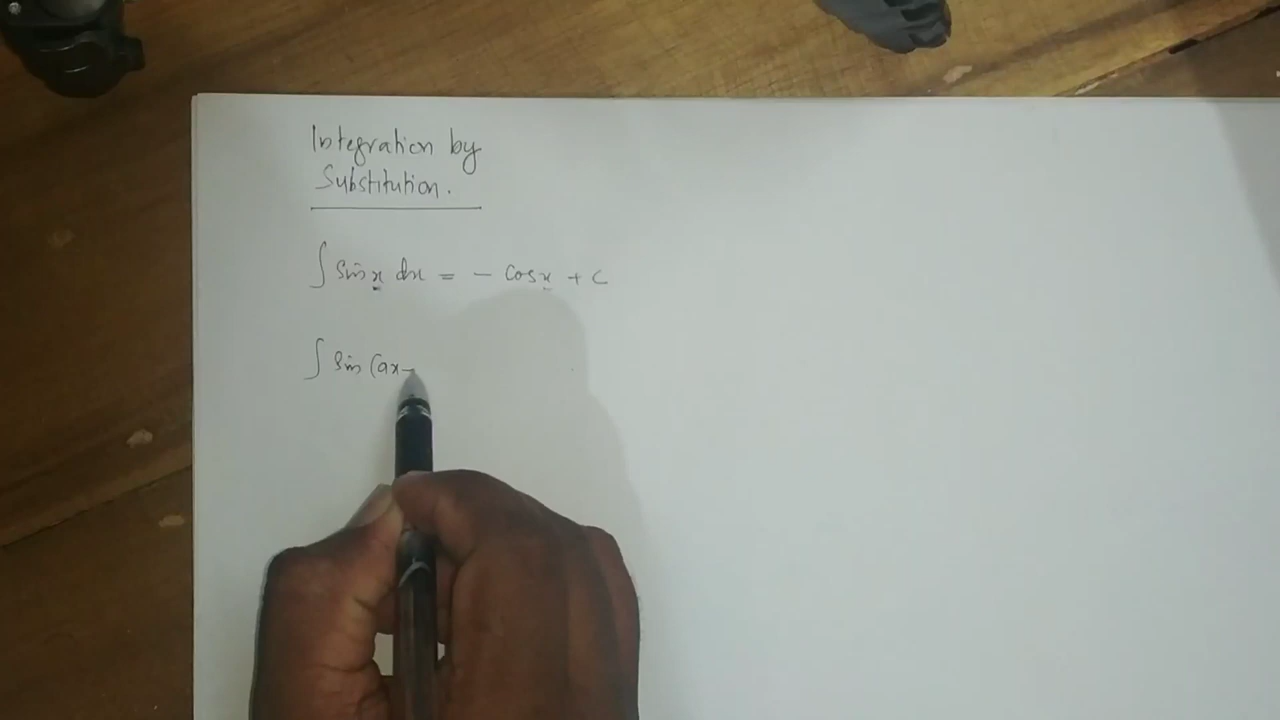 Integration by
Substitution.
∫ sin x dx = - cos x + c
∫ sin (ax -